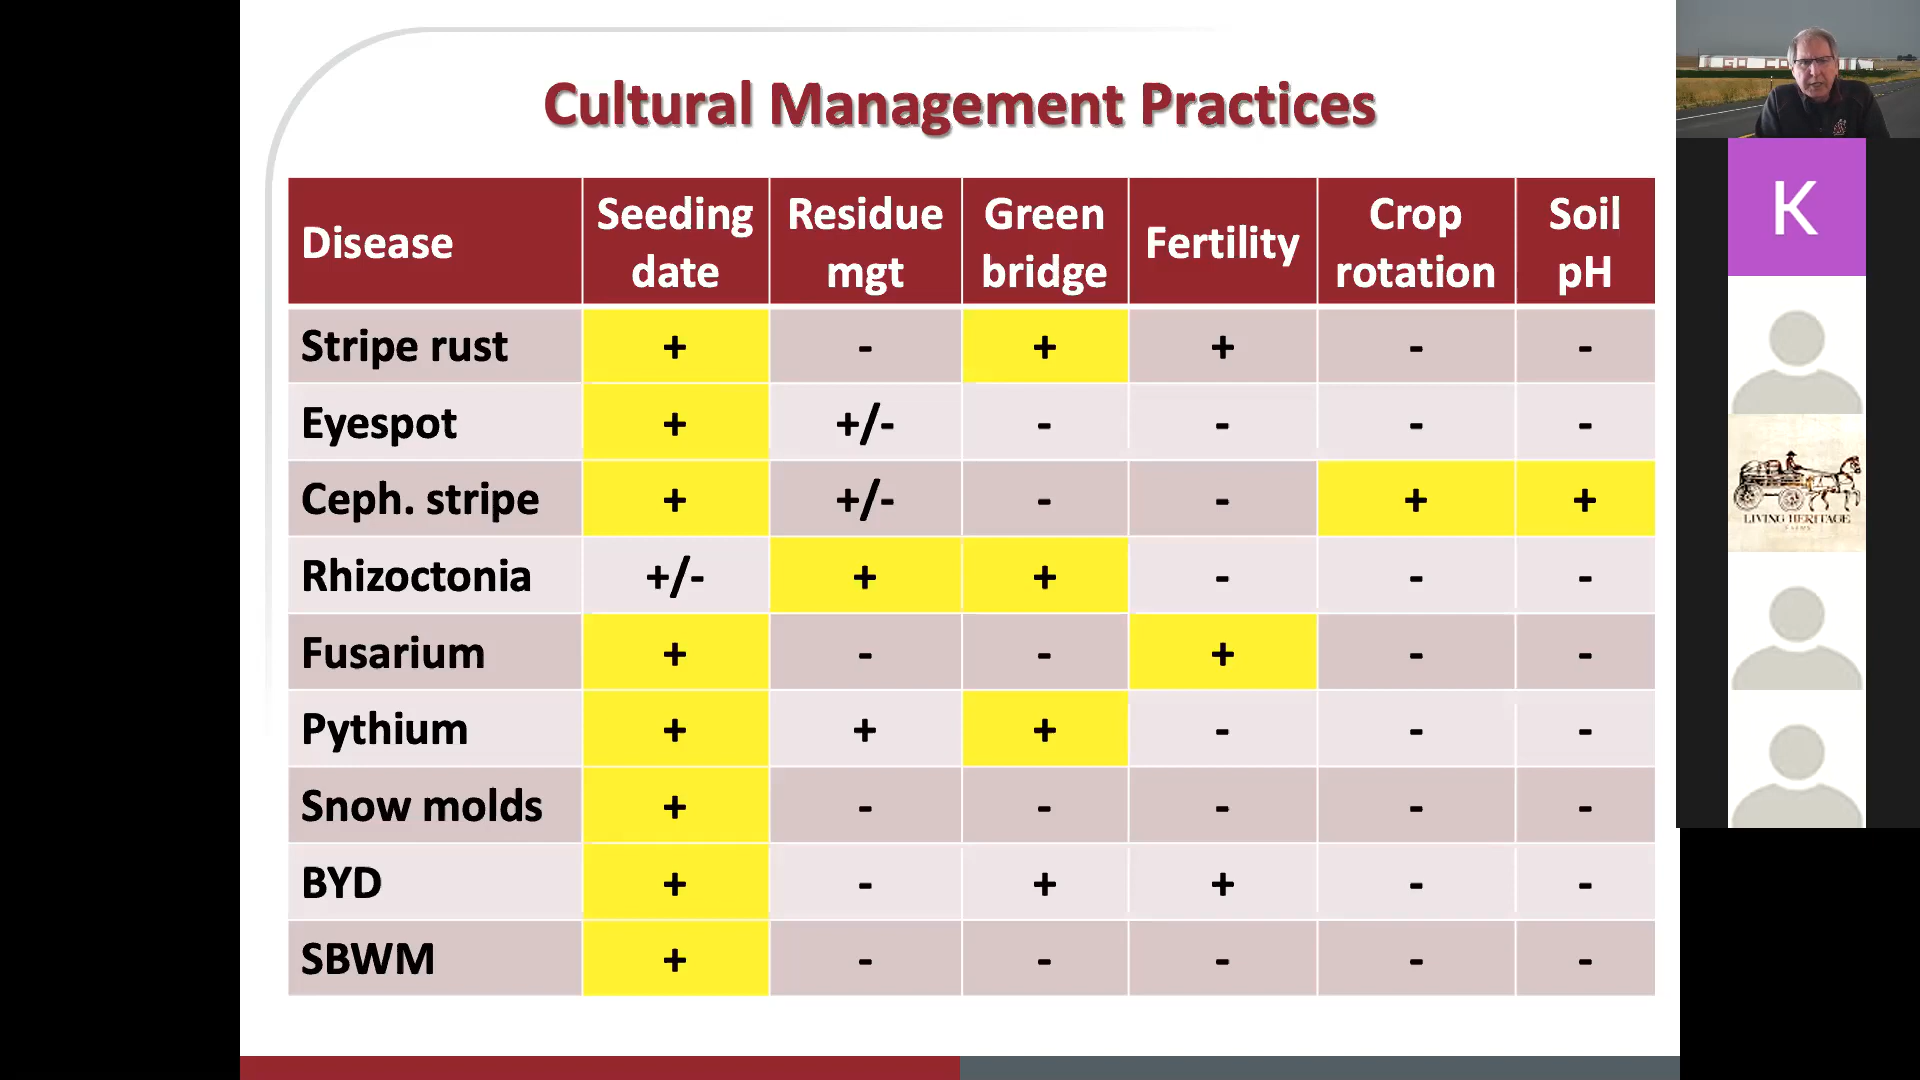 Cultural Management Practices
Disease Seeding date Residue mgt Green bridge Fertility Crop rotation Soil pH
Stripe rust + - + + - -
Eyespot + +/- - - - -
Ceph. stripe + +/- - - + +
Rhizoctonia +/- + + - - -
Fusarium + - - + - -
Pythium + + + - - -
Snow molds + - - - - -
BYD + - + + - -
SBWM + - - - - -
K
LIVING HERITAGE